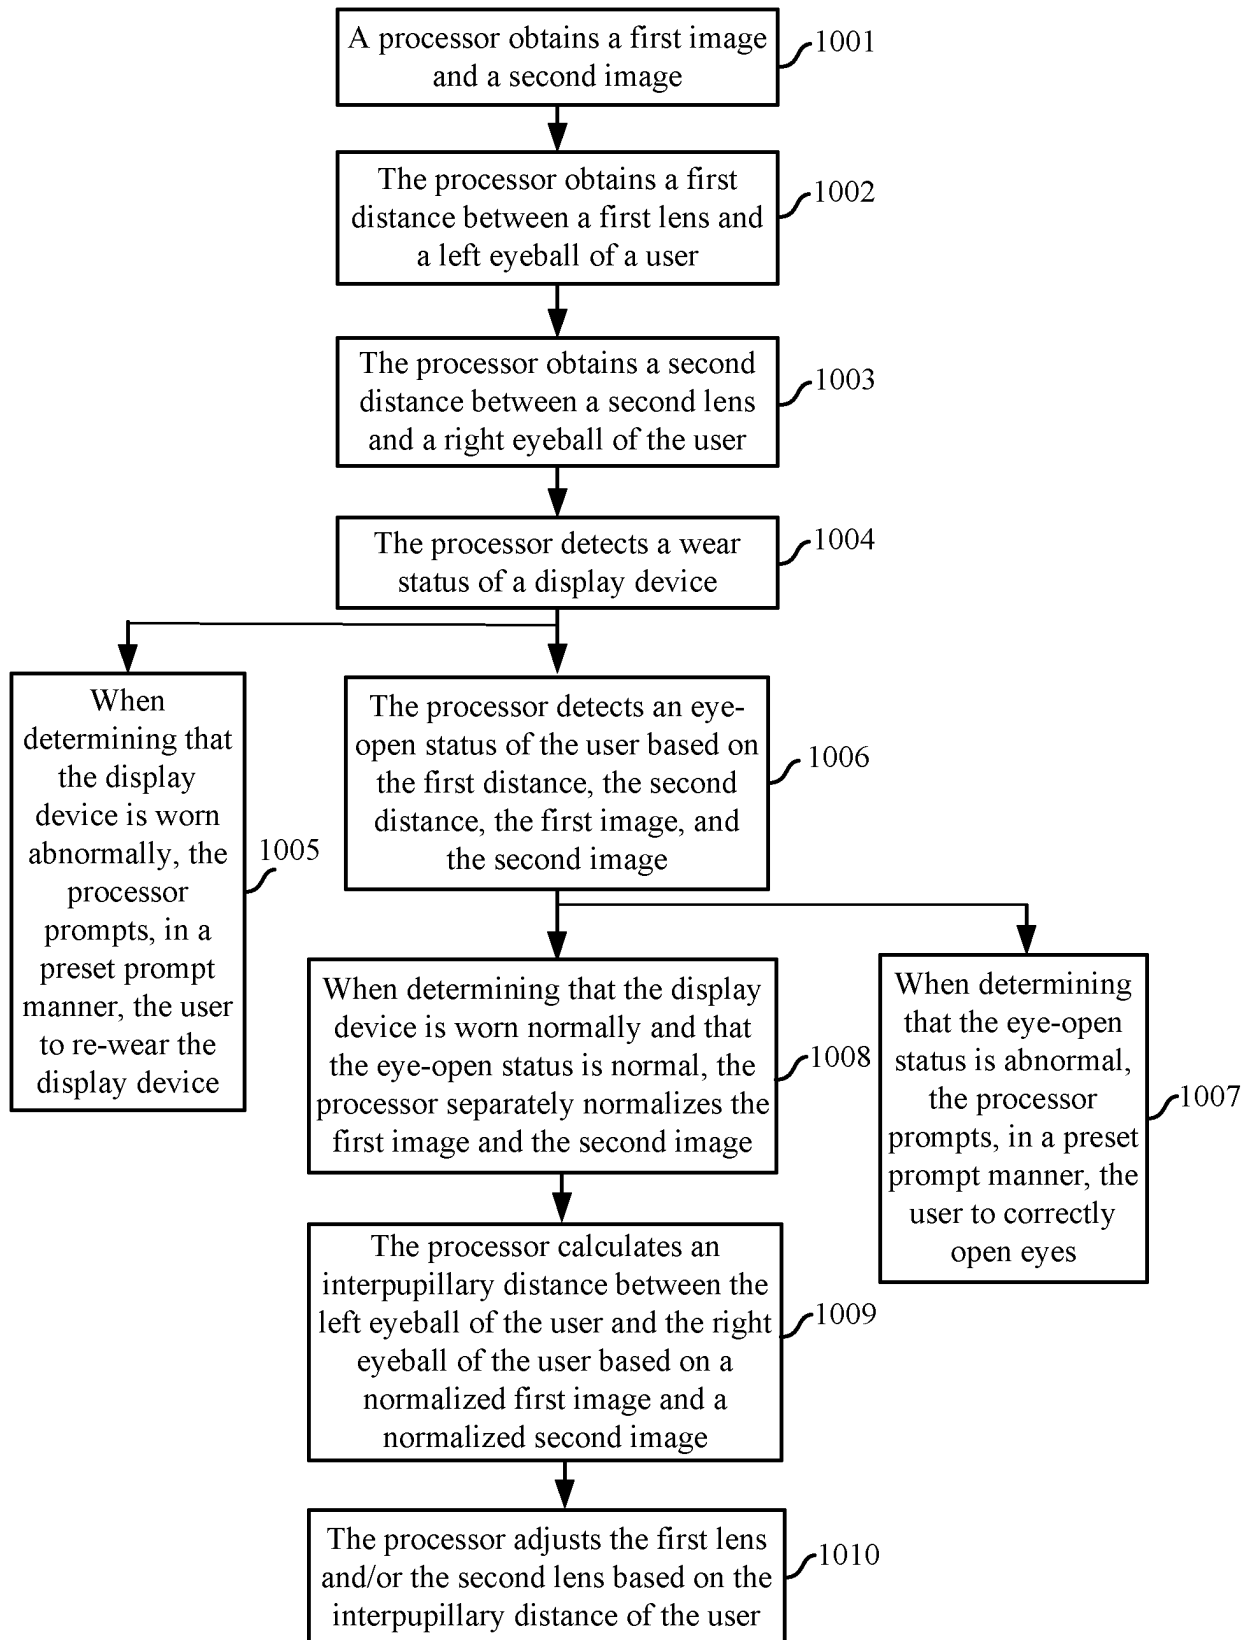 A processor obtains a first image
and a second image
1001
The processor obtains a first
distance between a first lens and
a left eyeball of a user
1002
The processor obtains a second
distance between a second lens
and a right eyeball of the user
1003
The processor detects a wear
status of a display device
1004
When
determining that
the display
device is worn
abnormally, the
processor
prompts, in a
preset prompt
manner, the user
to re-wear the
display device
1005
The processor detects an eye-
open status of the user based on
the first distance, the second
distance, the first image, and
the second image
1006
When determining that the display
device is worn normally and that
the eye-open status is normal, the
processor separately normalizes the
first image and the second image
1008
When determining
that the eye-open
status is abnormal,
the processor
prompts, in a preset
prompt manner, the
user to correctly
open eyes
1007
The processor calculates an
interpupillary distance between the
left eyeball of the user and the right
eyeball of the user based on a
normalized first image and a
normalized second image
1009
The processor adjusts the first lens
and/or the second lens based on the
interpupillary distance of the user
1010